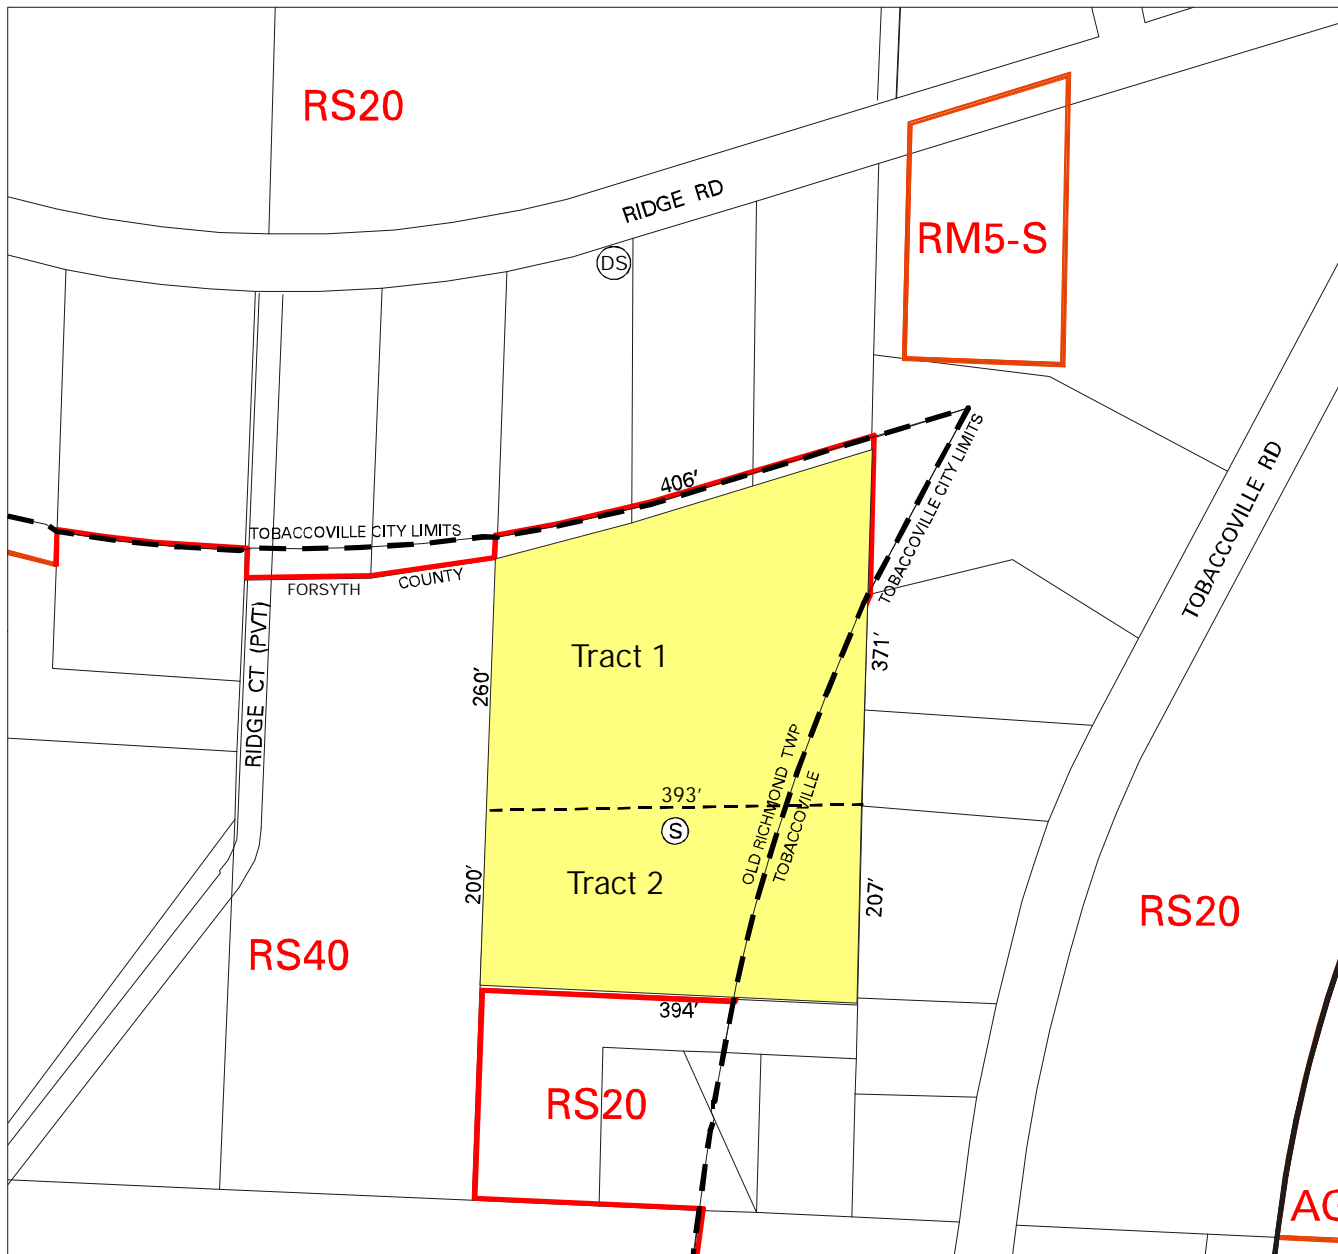 RS20
RIDGE RD
DS
RM5-S
TOBACCOVILLE CITY LIMITS
406'
TOBACCOVILLE CITY LIMITS
TOBACCOVILLE RD
FORSYTH COUNTY
RIDGE CT (PVT)
Tract 1
260'
371'
OLD RICHMOND TWP
TOBACCOVILLE
393'
S
Tract 2
200'
207'
RS20
RS40
394'
RS20
AG